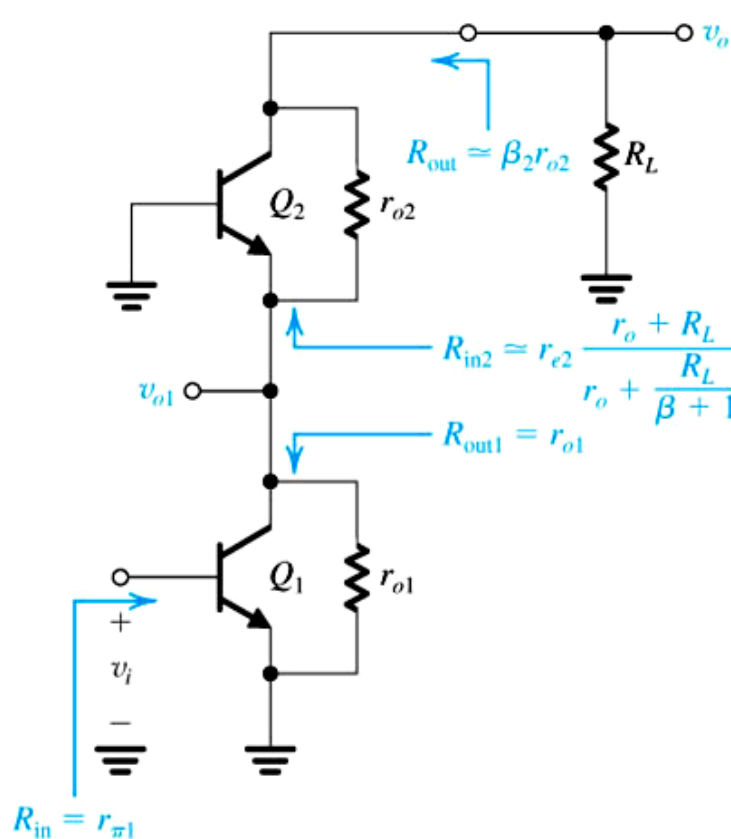 v_o
R_out ≃ β_2 r_o2
R_L
Q_2
r_o2
R_in2 ≃ r_e2 (r_o + R_L) / (r_o + R_L / (β + 1))
v_o1
R_out1 = r_o1
Q_1
r_o1
+
v_i
−
R_in = r_π1